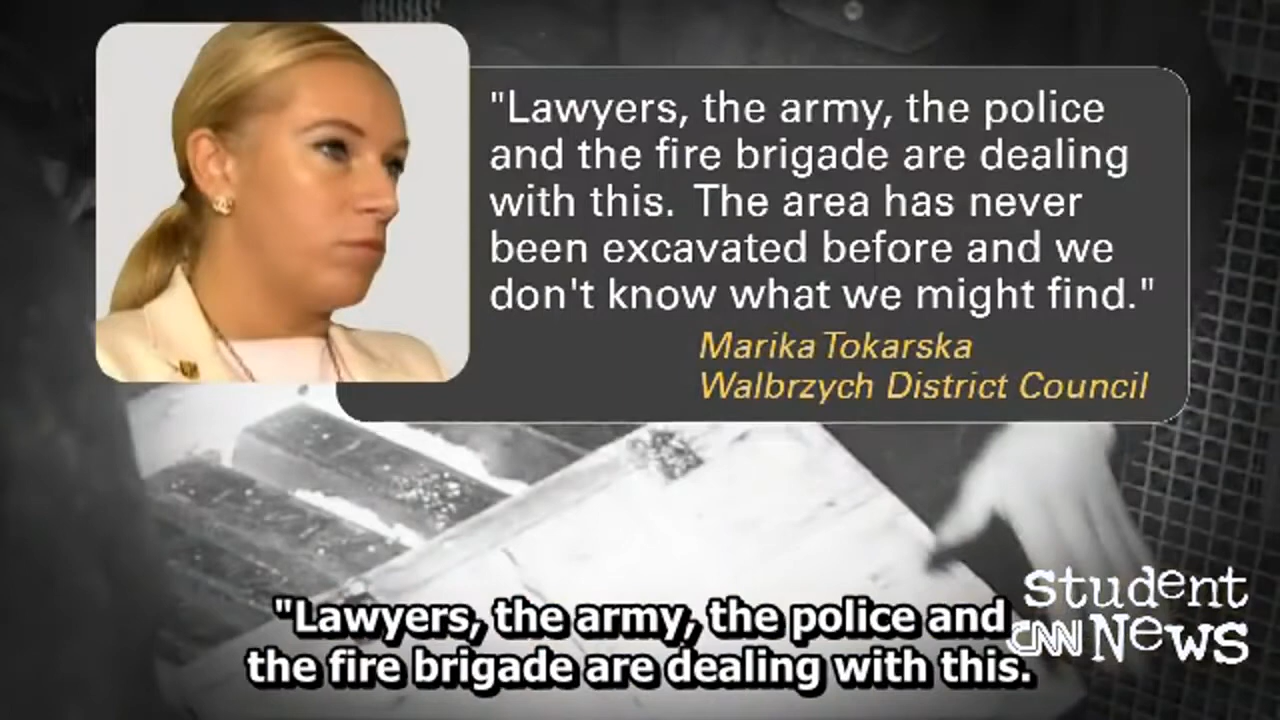 "Lawyers, the army, the police
and the fire brigade are dealing
with this. The area has never
been excavated before and we
don't know what we might find."
Marika Tokarska
Walbrzych District Council
"Lawyers, the army, the police and
the fire brigade are dealing with this.
student
CNN News